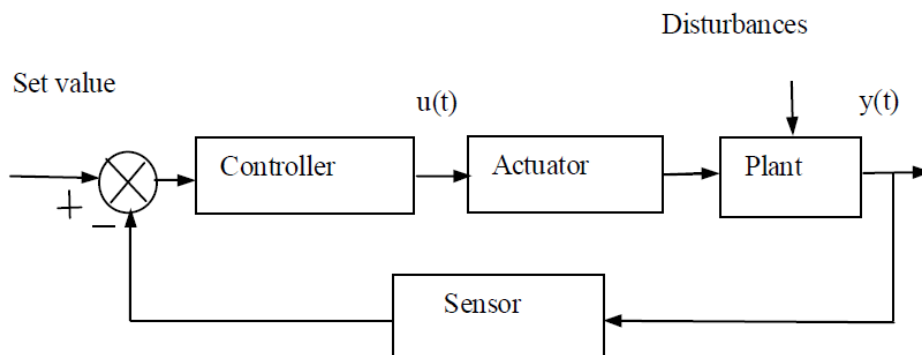 Disturbances
Set value
u(t)
y(t)
Controller
Actuator
Plant
+
−
Sensor